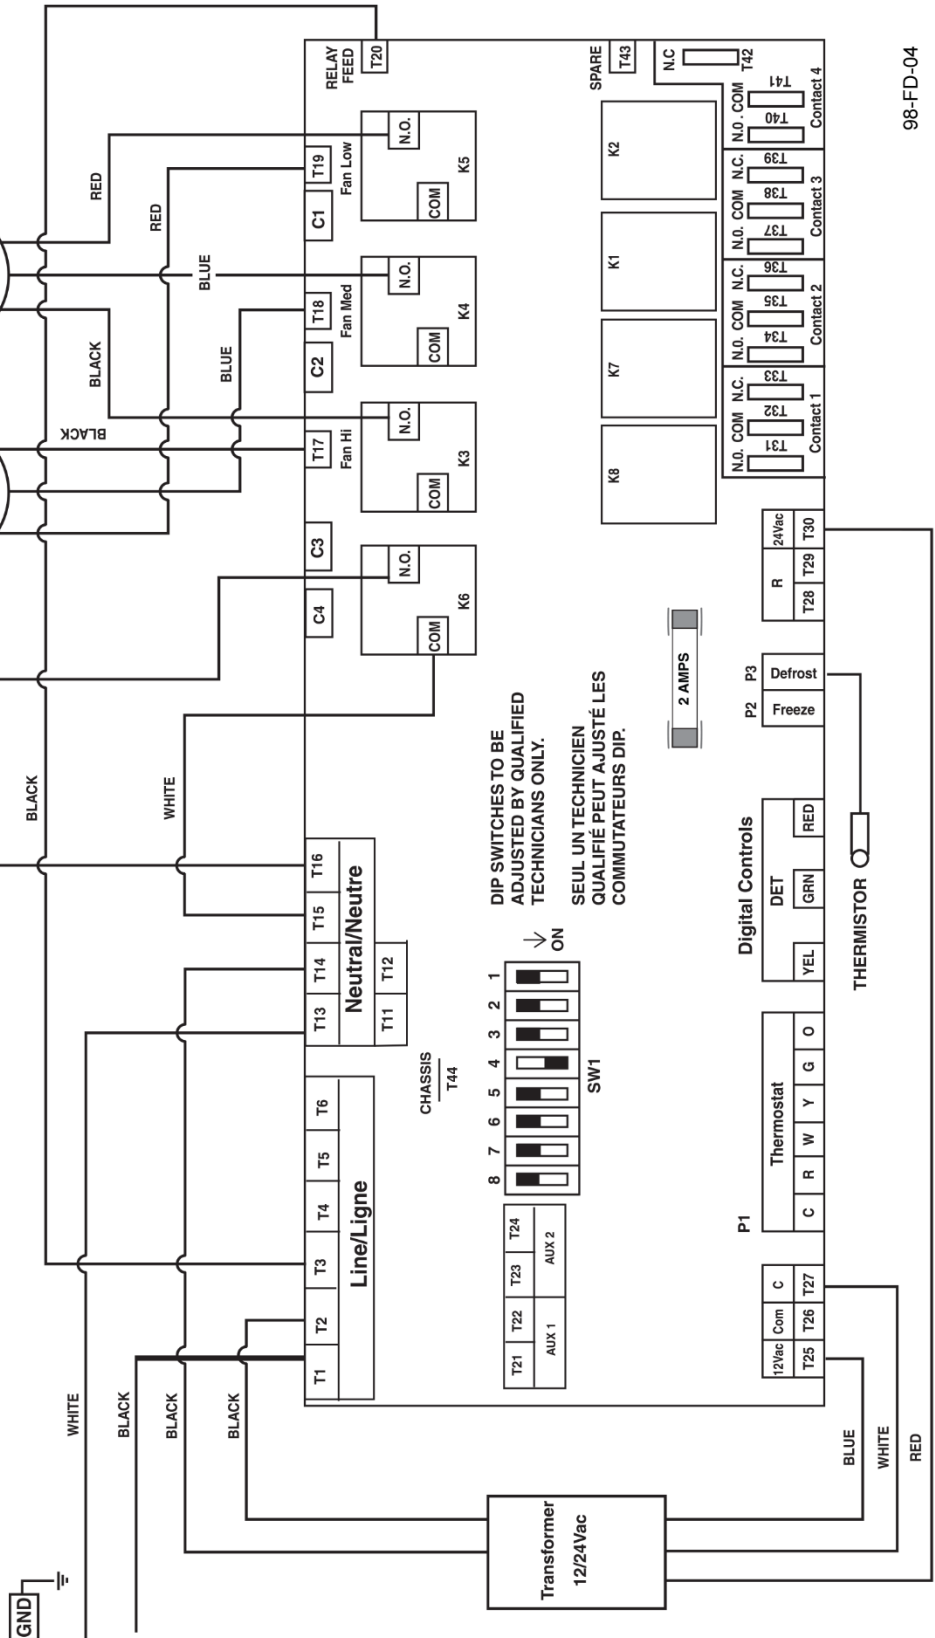 98-FD-04
RELAY
FEED
T20
SPARE
T43
N.C
T42
N.O. COM
T40
T41
Contact 4
N.O. COM N.C.
T37
T38
T39
Contact 3
N.O. COM N.C.
T34
T35
T36
Contact 2
N.O. COM N.C.
T31
T32
T33
Contact 1
K2
K1
K7
K8
RED
RED
BLUE
BLUE
BLACK
BLACK
T19
Fan Low
C1
N.O.
COM
K5
T18
Fan Med
C2
N.O.
COM
K4
T17
Fan Hi
C3
N.O.
COM
K3
C4
N.O.
COM
K6
24Vac
R
T30
T29
T28
2 AMPS
P3
Defrost
P2
Freeze
DIP SWITCHES TO BE
ADJUSTED BY QUALIFIED
TECHNICIANS ONLY.
SEUL UN TECHNICIEN
QUALIFIÉ PEUT AJUSTÉ LES
COMMUTATEURS DIP.
BLACK
WHITE
T16
T15
T14
T13
Neutral/Neutre
T12
T11
Digital Controls
DET
RED
GRN
YEL
THERMISTOR
ON
1
2
3
4
5
6
7
8
SW1
CHASSIS
T44
T6
T5
T4
T3
T2
T1
Line/Ligne
T24
T23
T22
T21
AUX 2
AUX 1
P1
Thermostat
C R W Y G O
12Vac Com C
T25 T26 T27
WHITE
BLACK
BLACK
BLACK
BLUE
WHITE
RED
Transformer
12/24Vac
GND